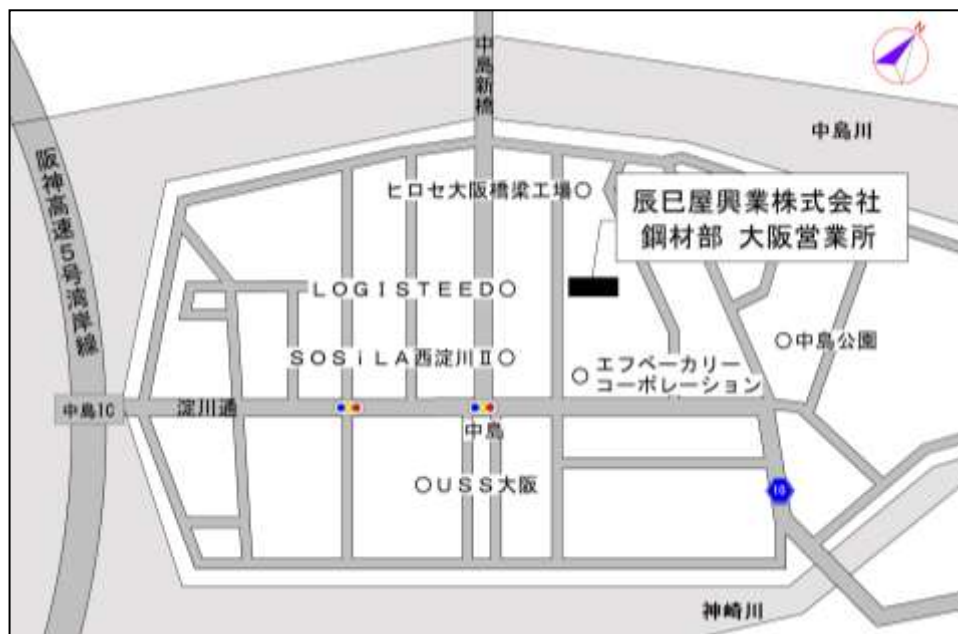 N
中島新橋
中島川
阪神高速5号湾岸線
ヒロセ大阪橋梁工場
辰巳屋興業株式会社
鋼材部 大阪営業所
LOGISTEED
SOSiLA西淀川Ⅱ
中島公園
エフベーカリー
コーポレーション
中島IC
淀川通
中島
USS大阪
10
神崎川